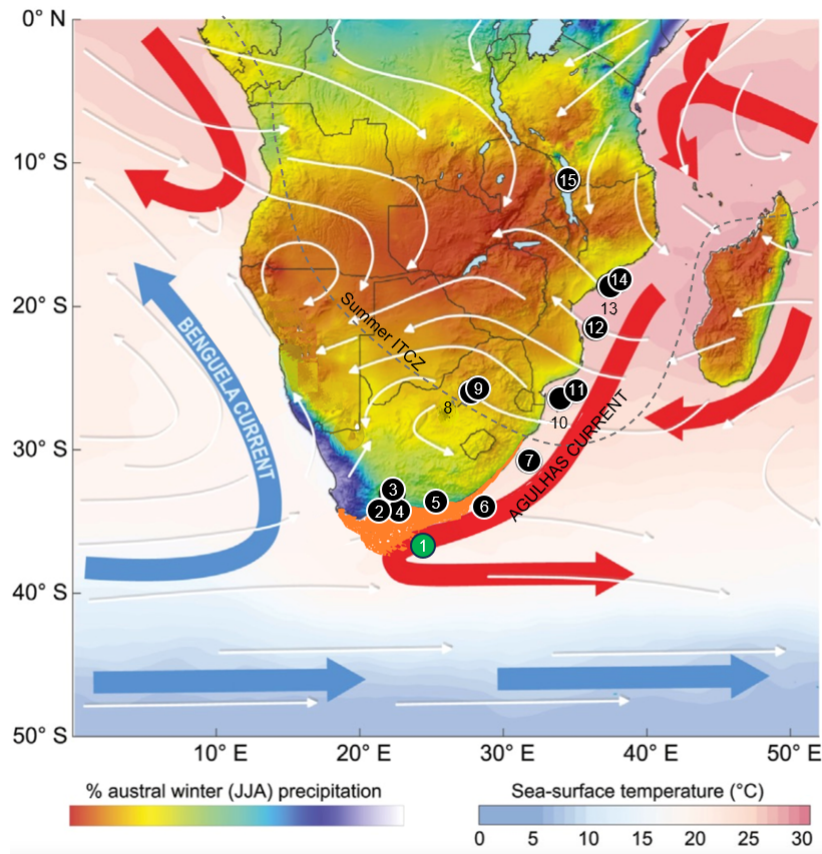 0° N
10° S
20° S
30° S
40° S
50° S
15
14
13
12
Summer ITCZ
BENGUELA CURRENT
9
8
11
10
AGULHAS CURRENT
7
3
2
4
5
6
1
10° E
20° E
30° E
40° E
50° E
% austral winter (JJA) precipitation
Sea-surface temperature (°C)
0
5
10
15
20
25
30